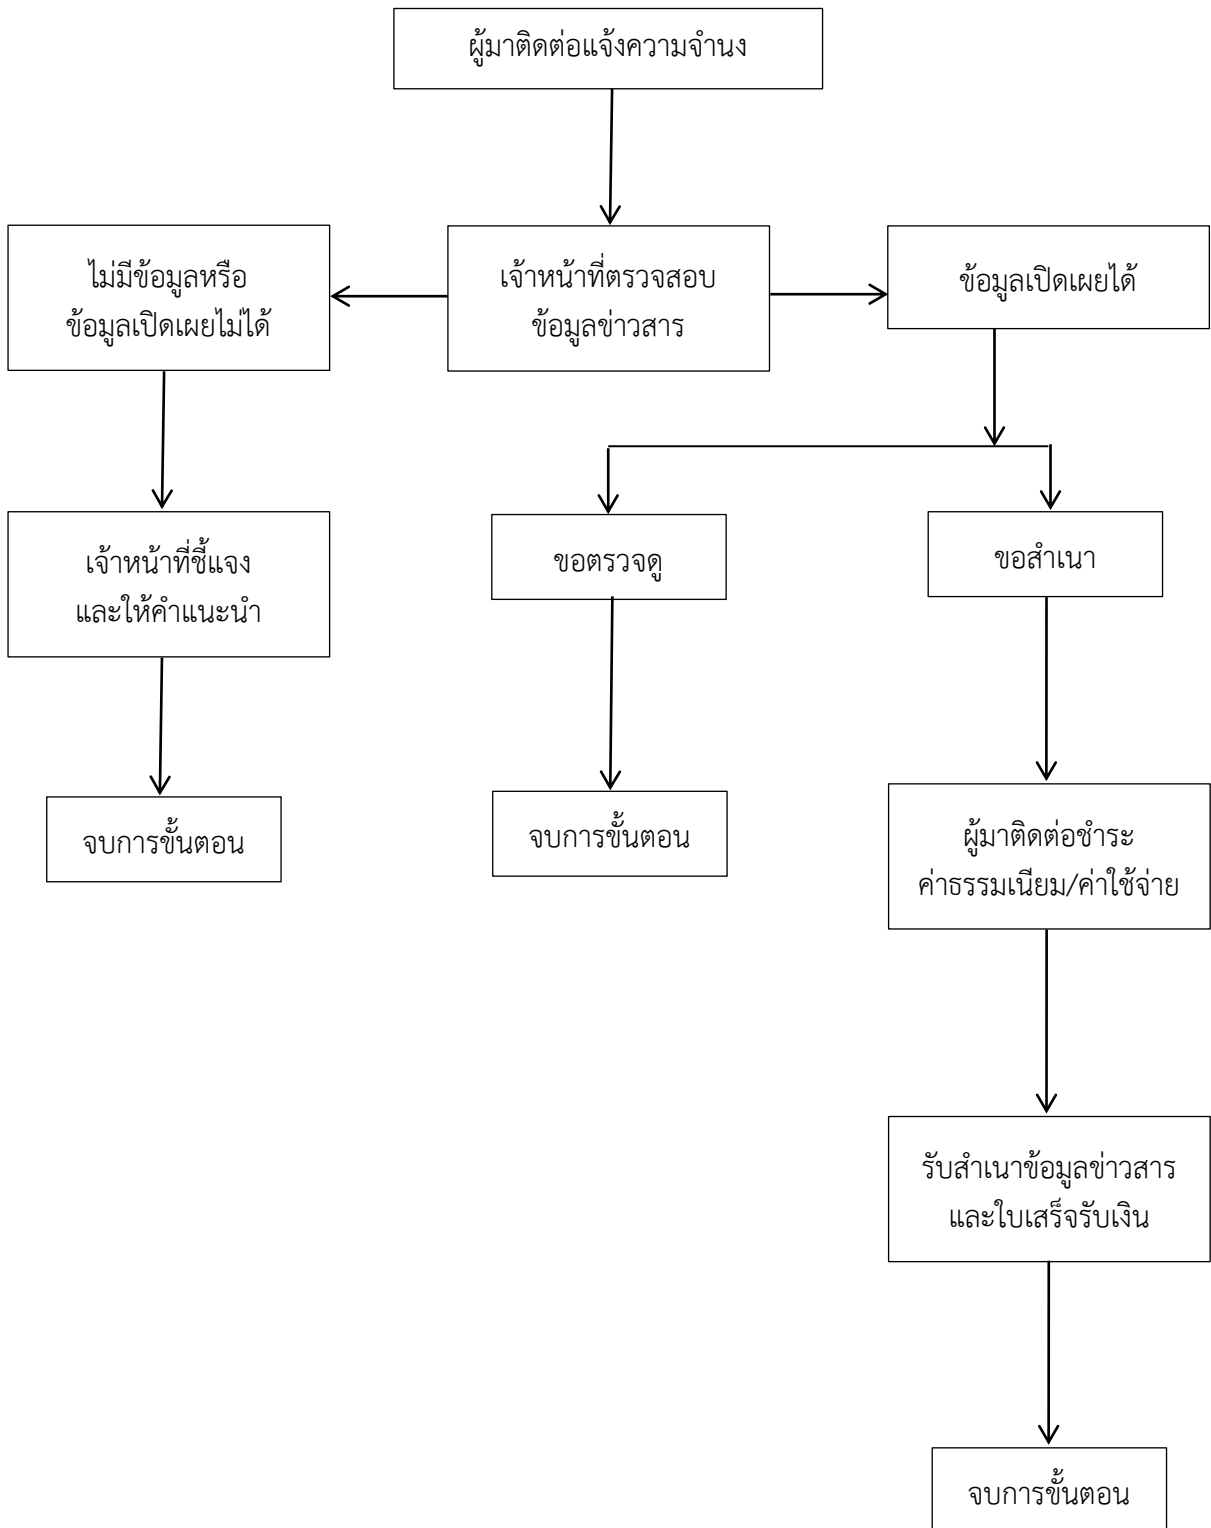 ผู้มาติดต่อแจ้งความจำนง
ไม่มีข้อมูลหรือ
ข้อมูลเปิดเผยไม่ได้
เจ้าหน้าที่ตรวจสอบ
ข้อมูลข่าวสาร
ข้อมูลเปิดเผยได้
เจ้าหน้าที่ชี้แจง
และให้คำแนะนำ
ขอตรวจดู
ขอสำเนา
จบการขั้นตอน
จบการขั้นตอน
ผู้มาติดต่อชำระ
ค่าธรรมเนียม/ค่าใช้จ่าย
รับสำเนาข้อมูลข่าวสาร
และใบเสร็จรับเงิน
จบการขั้นตอน